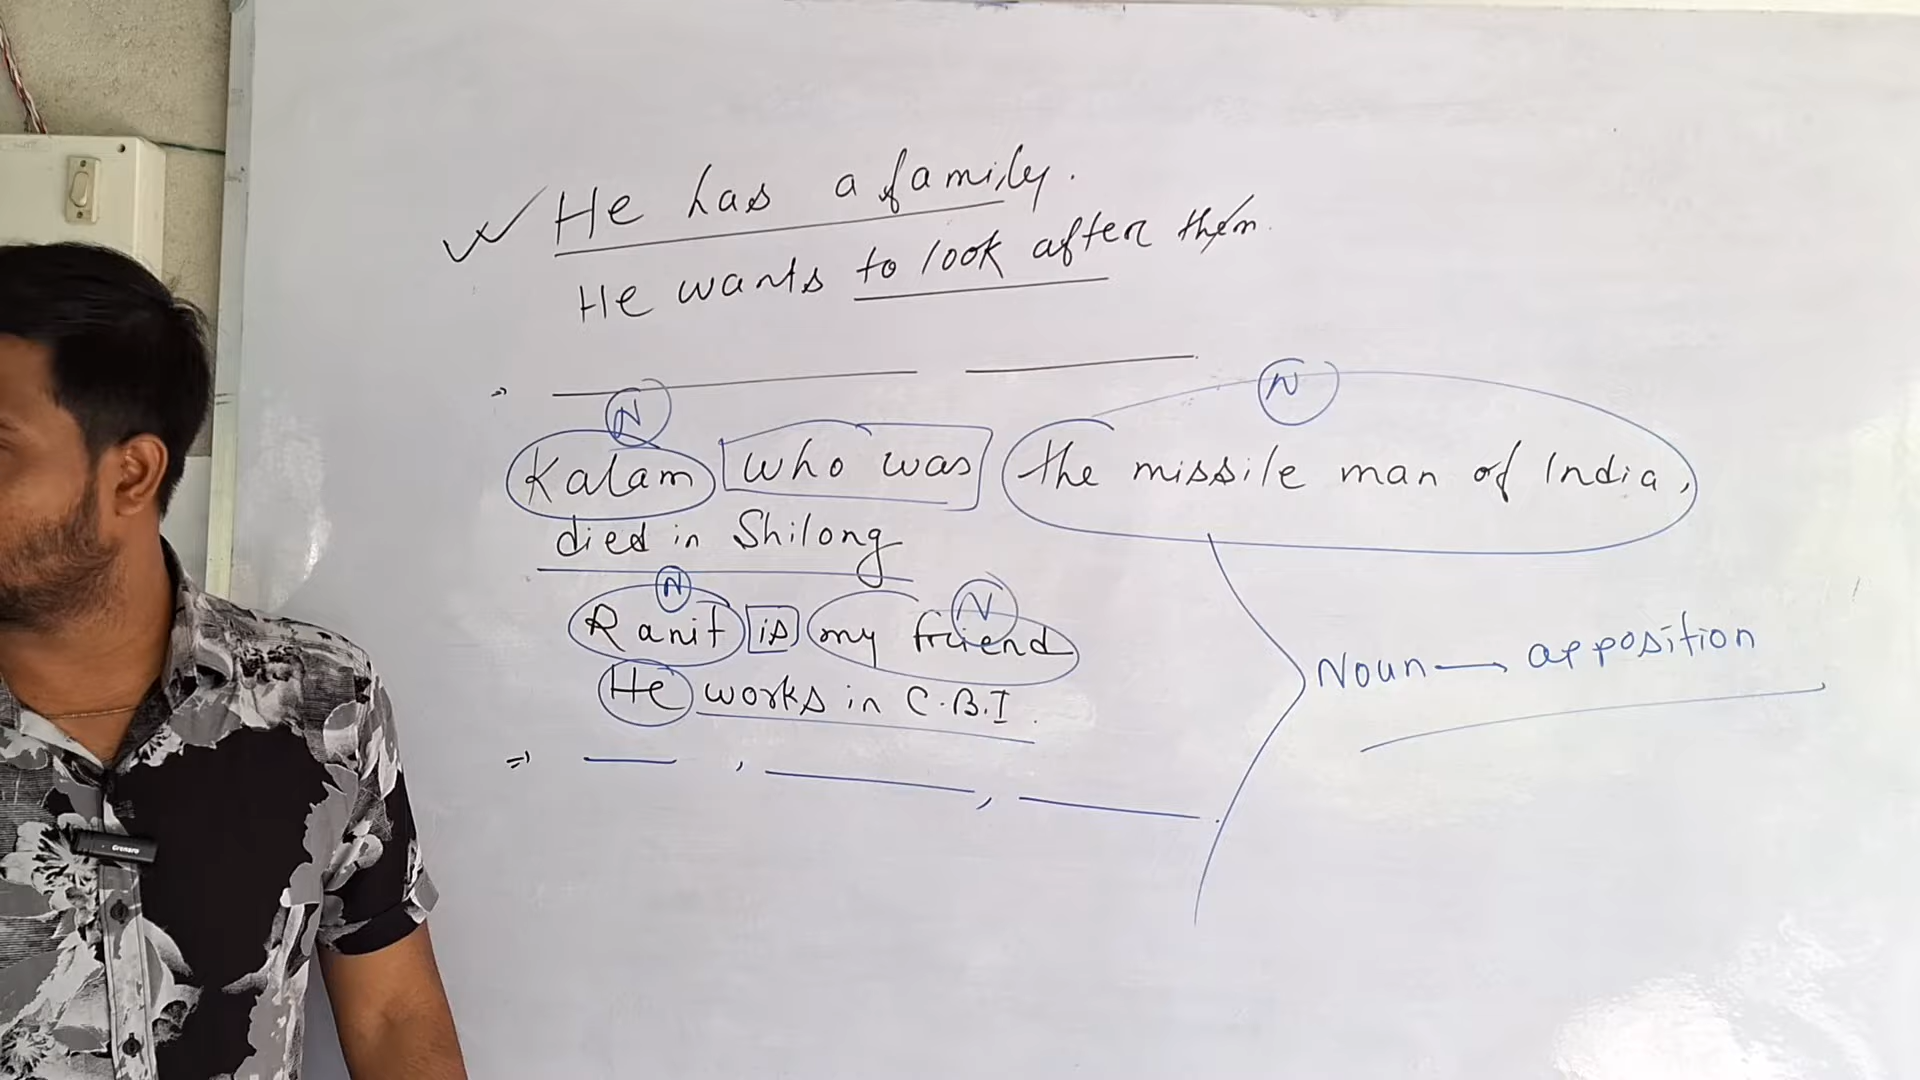 He has a family.
He wants to look after them.
N
N
Kalam who was the missile man of India,
died in Shilong
N
N
Ranit is my friend
He works in C.B.I.
⇒ , , .
Noun → apposition